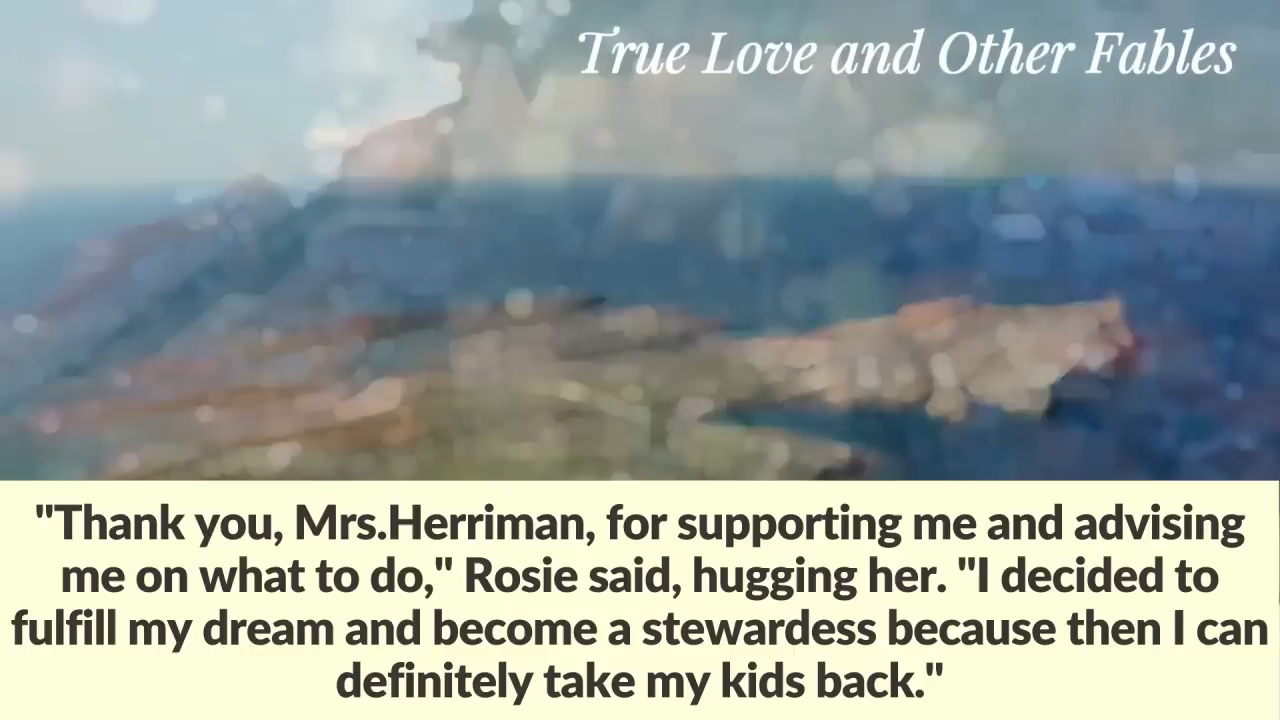 True Love and Other Fables
"Thank you, Mrs.Herriman, for supporting me and advising
me on what to do," Rosie said, hugging her. "I decided to
fulfill my dream and become a stewardess because then I can
definitely take my kids back."